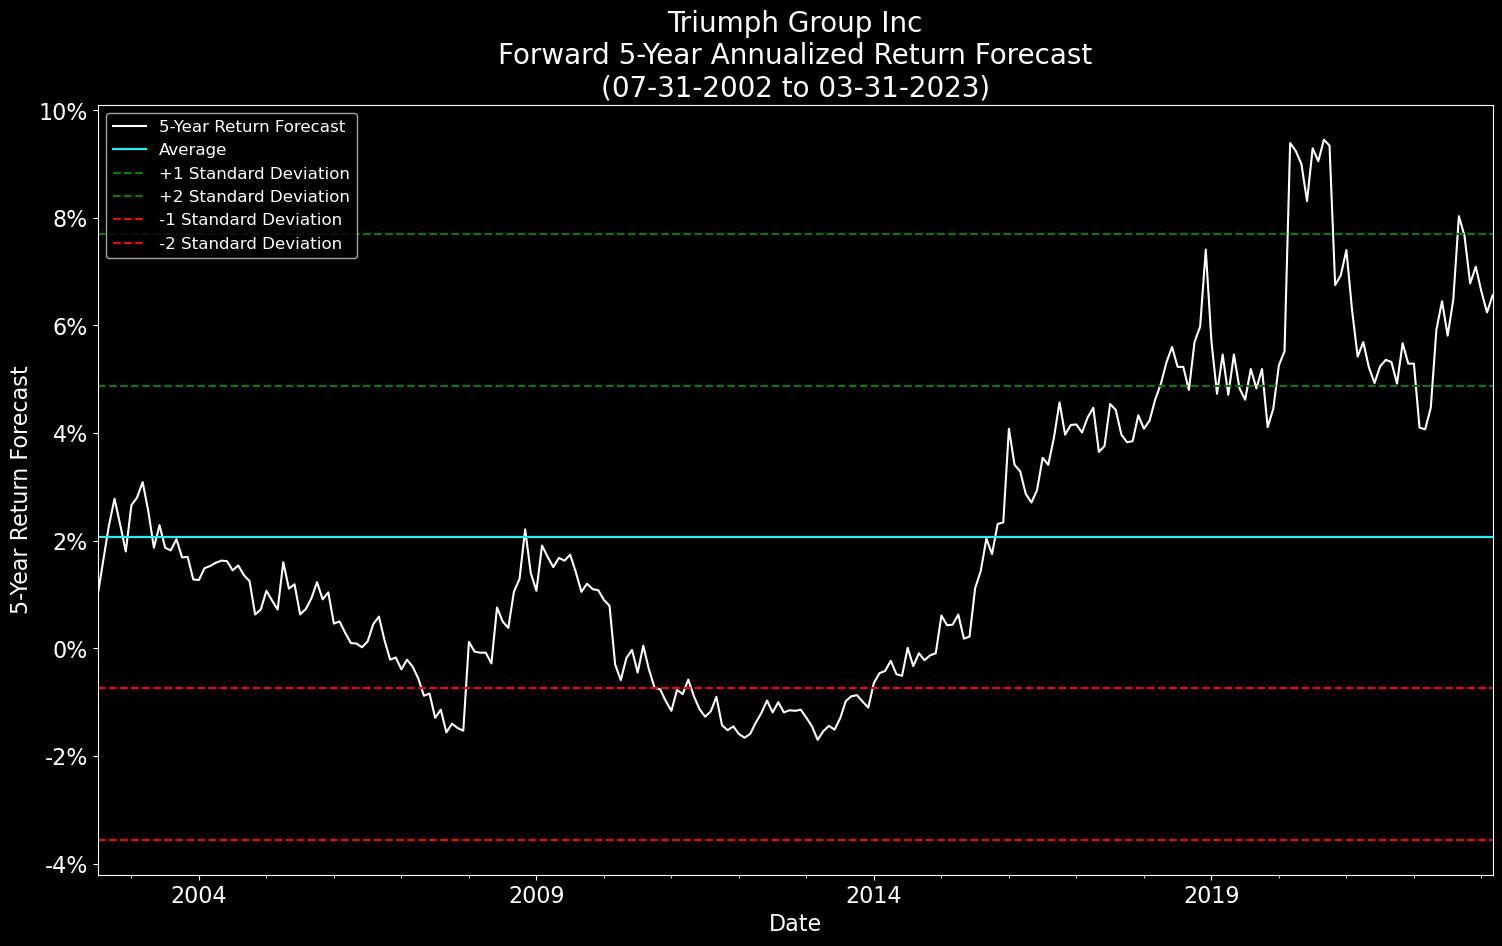 Triumph Group Inc
Forward 5-Year Annualized Return Forecast
(07-31-2002 to 03-31-2023)
5-Year Return Forecast
Average
+1 Standard Deviation
+2 Standard Deviation
-1 Standard Deviation
-2 Standard Deviation
10%
8%
6%
4%
2%
0%
-2%
-4%
5-Year Return Forecast
2004
2009
2014
2019
Date